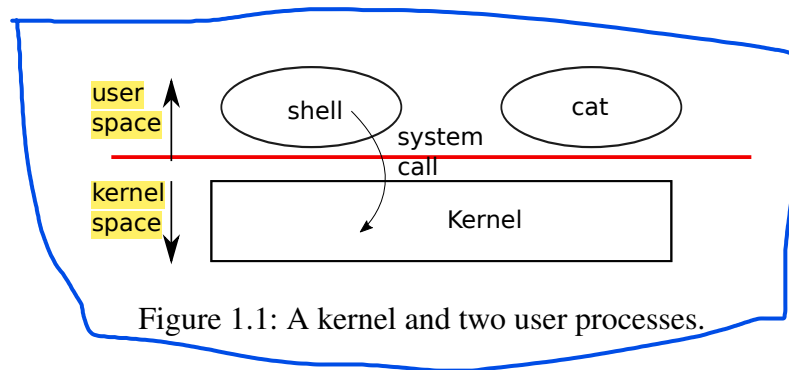 user
space
shell
cat
system
call
kernel
space
Kernel
Figure 1.1: A kernel and two user processes.